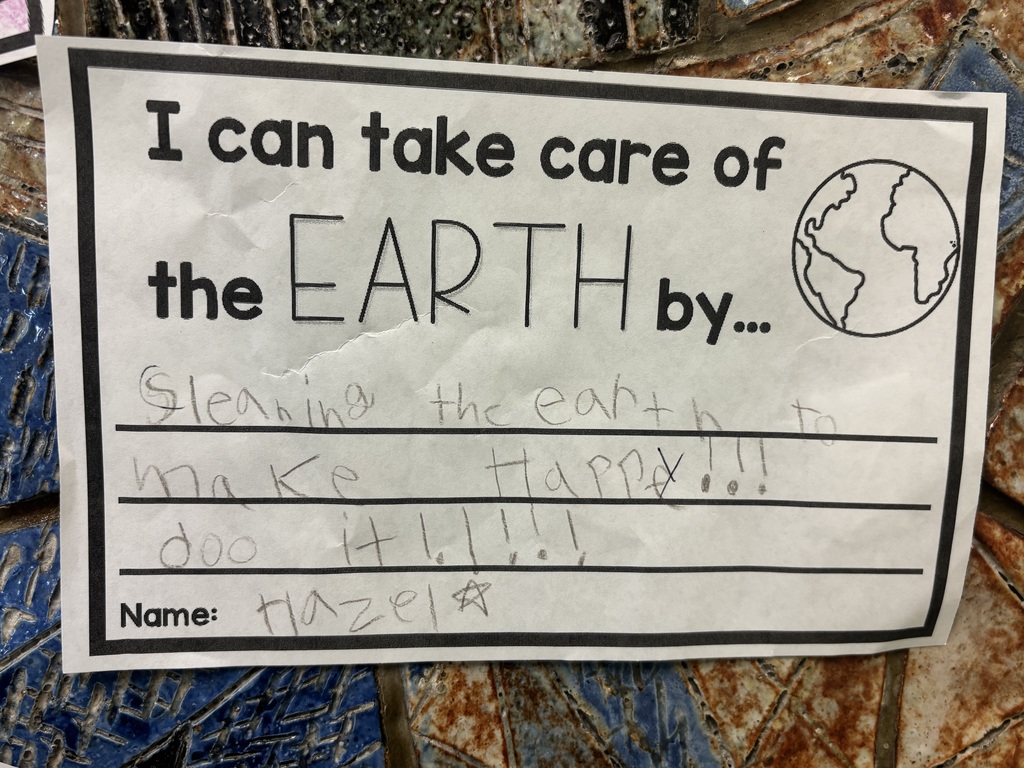 I can take care of
the EARTH by...
Sleaning the earth to
make Happy!!!
doo it!!!!!
Name: Hazel